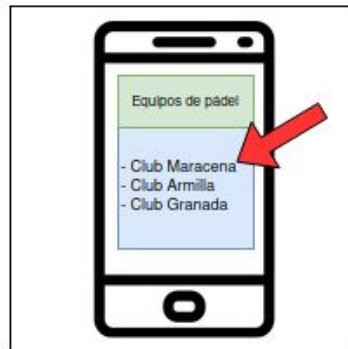 Equipos de pádel
- Club Maracena
- Club Armilla
- Club Granada